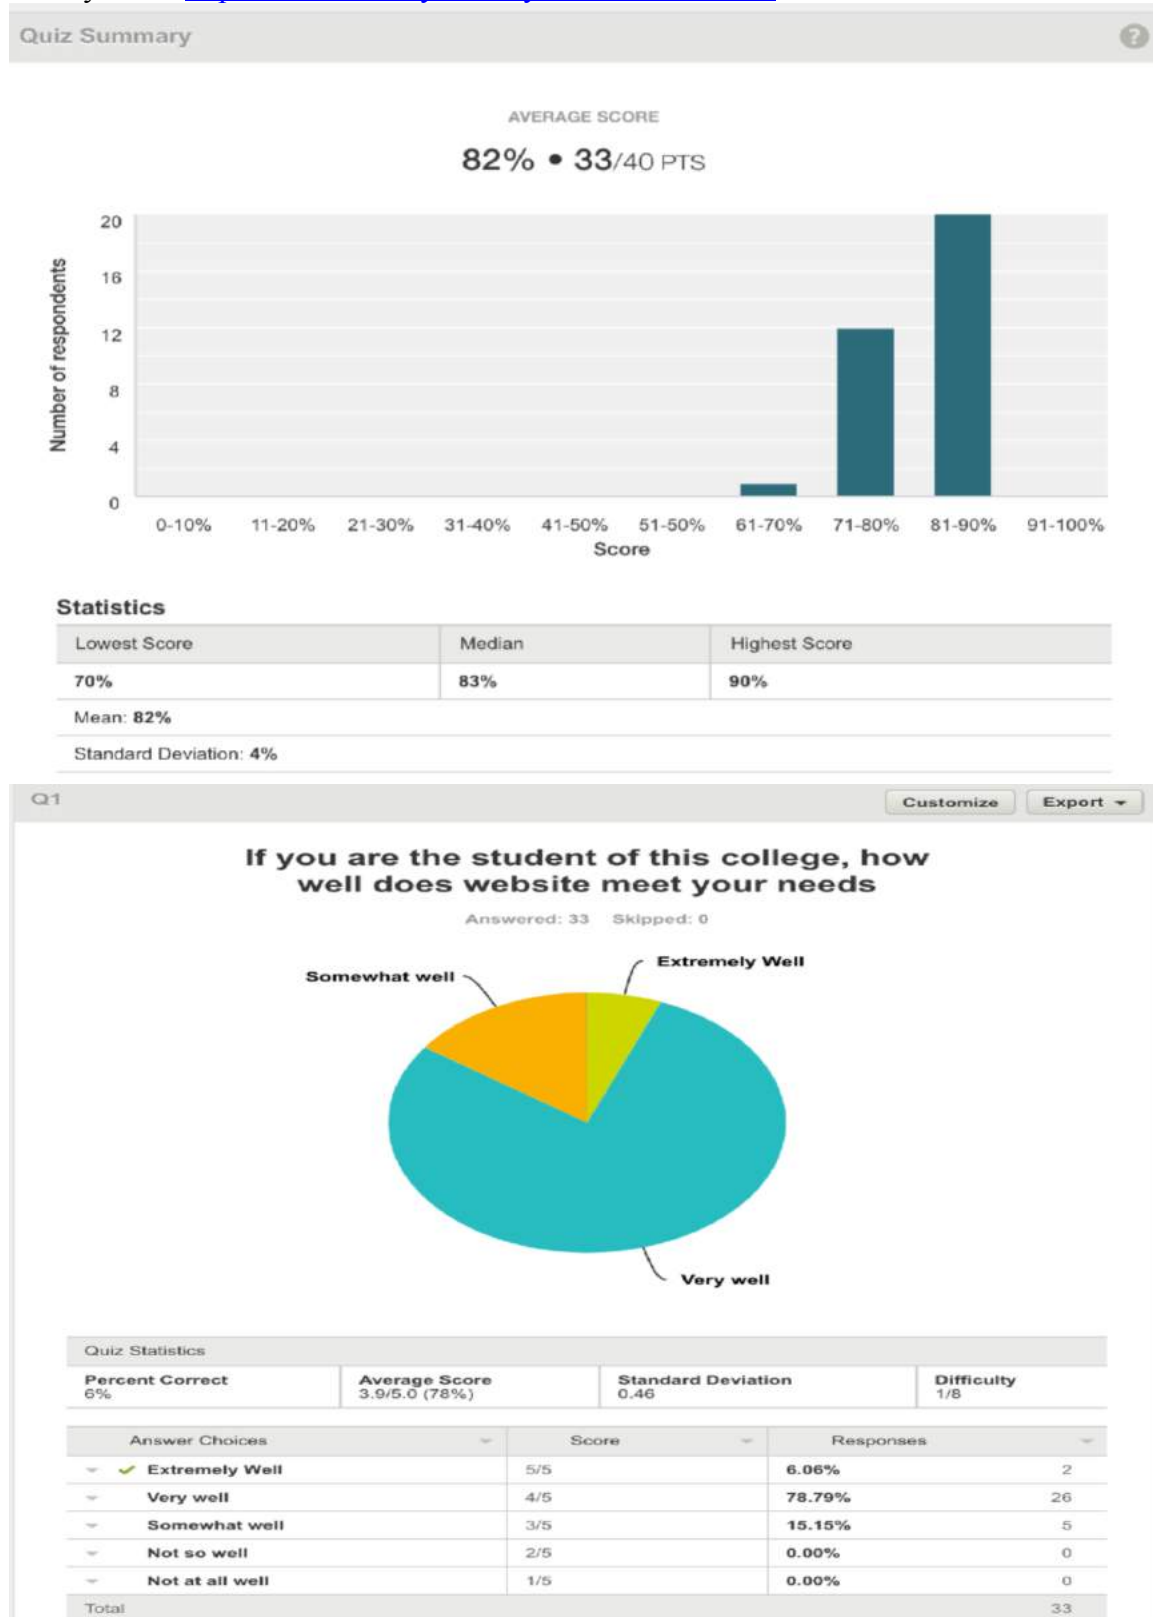 Quiz Summary
?
AVERAGE SCORE
82% • 33/40 PTS
20
16
12
8
4
0
Number of respondents
0-10% 11-20% 21-30% 31-40% 41-50% 51-50% 61-70% 71-80% 81-90% 91-100%
Score
Statistics
Lowest Score Median Highest Score
70% 83% 90%
Mean: 82%
Standard Deviation: 4%
Q1 Customize Export
If you are the student of this college, how
well does website meet your needs
Answered: 33 Skipped: 0
Extremely Well
Somewhat well
Very well
Quiz Statistics
Percent Correct Average Score Standard Deviation Difficulty
6% 3.9/5.0 (78%) 0.46 1/8
Answer Choices Score Responses
Extremely Well 5/5 6.06% 2
Very well 4/5 78.79% 26
Somewhat well 3/5 15.15% 5
Not so well 2/5 0.00% 0
Not at all well 1/5 0.00% 0
Total 33